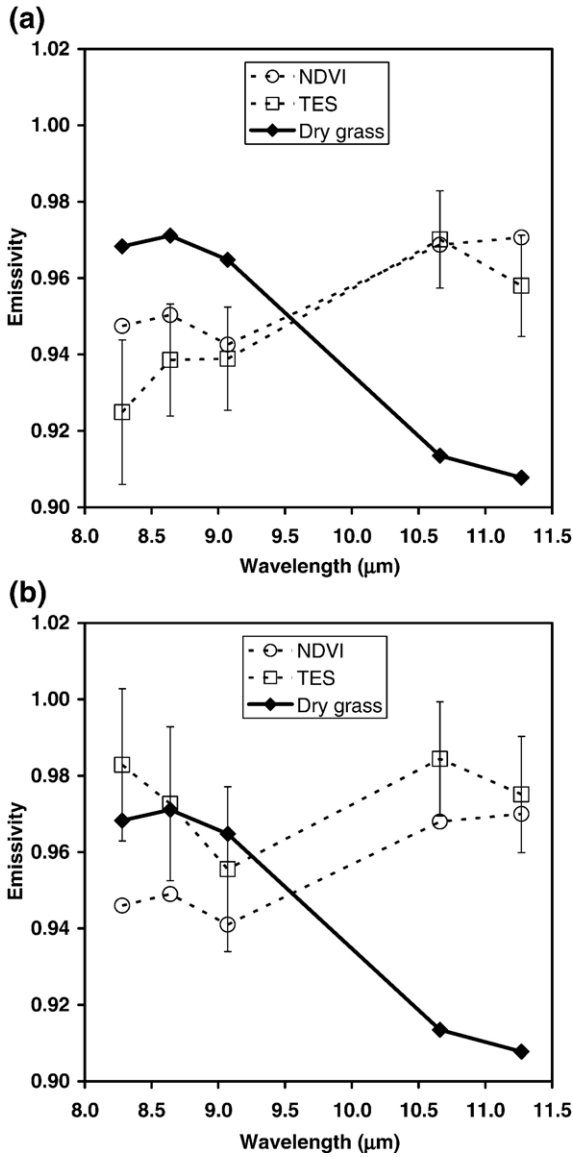 (a)
1.02
1.00
0.98
0.96
0.94
0.92
0.90
Emissivity
NDVI
TES
Dry grass
8.0 8.5 9.0 9.5 10.0 10.5 11.0 11.5
Wavelength (μm)
(b)
1.02
1.00
0.98
0.96
0.94
0.92
0.90
Emissivity
NDVI
TES
Dry grass
8.0 8.5 9.0 9.5 10.0 10.5 11.0 11.5
Wavelength (μm)